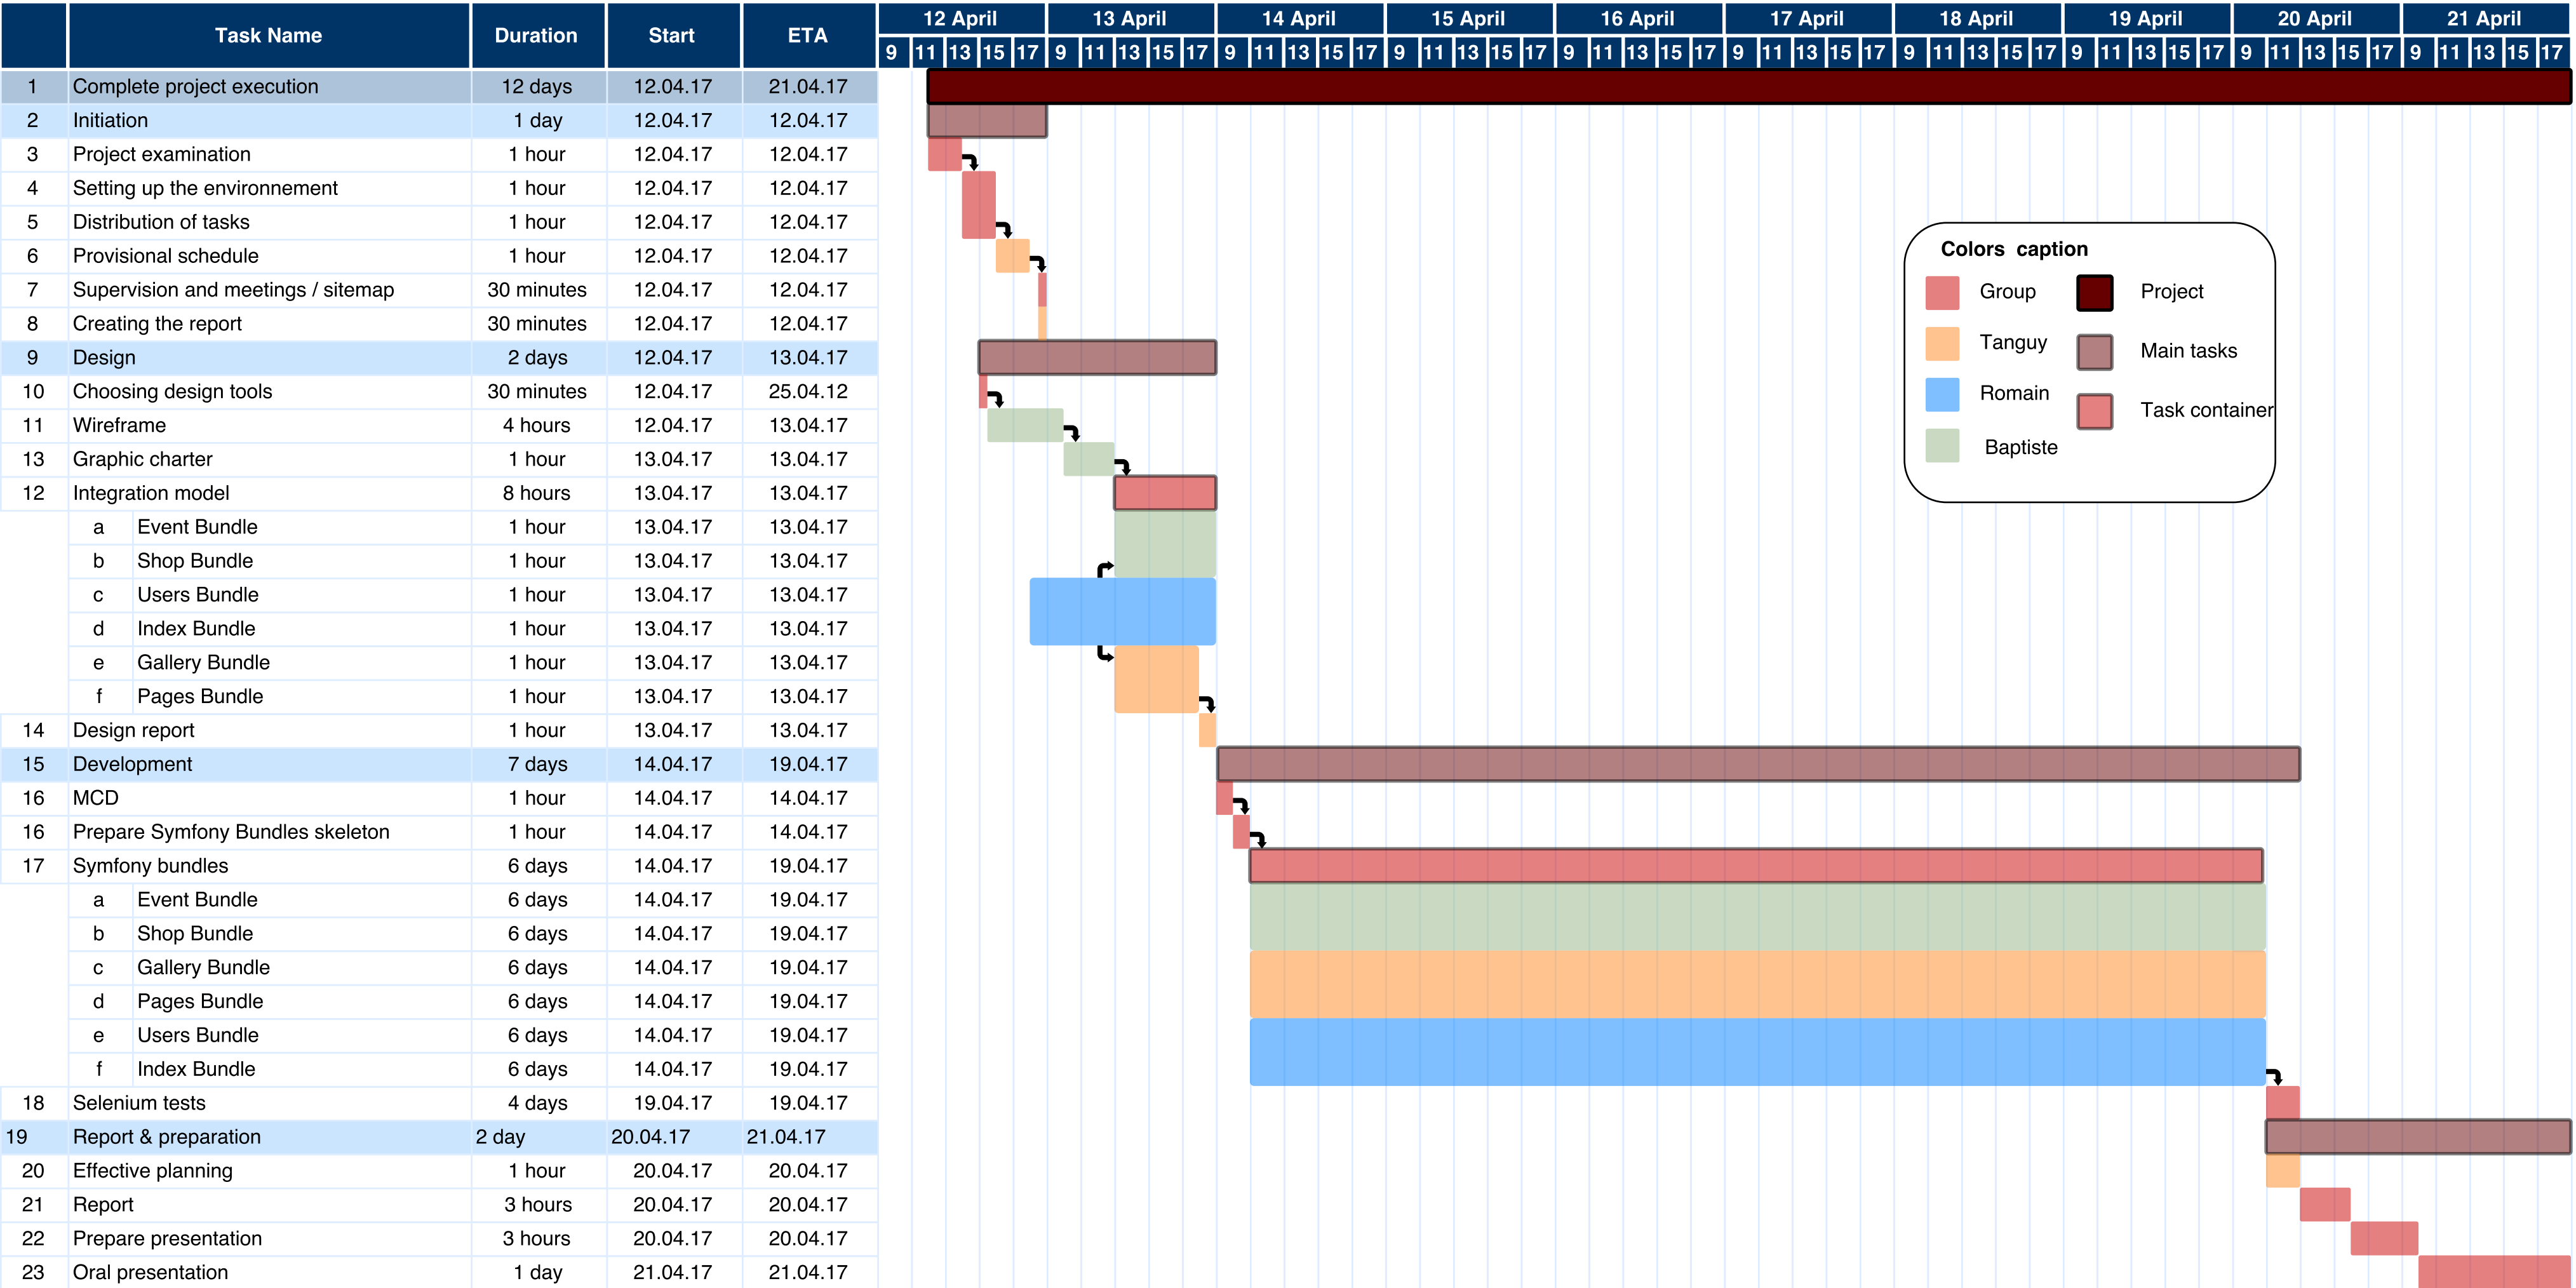 12 April 13 April 14 April 15 April 16 April 17 April 18 April 19 April 20 April 21 April
Task Name Duration Start ETA
9 11 13 15 17 9 11 13 15 17 9 11 13 15 17 9 11 13 15 17 9 11 13 15 17 9 11 13 15 17 9 11 13 15 17 9 11 13 15 17 9 11 13 15 17 9 11 13 15 17
1 Complete project execution 12 days 12.04.17 21.04.17
2 Initiation 1 day 12.04.17 12.04.17
3 Project examination 1 hour 12.04.17 12.04.17
4 Setting up the environnement 1 hour 12.04.17 12.04.17
5 Distribution of tasks 1 hour 12.04.17 12.04.17
6 Provisional schedule 1 hour 12.04.17 12.04.17
7 Supervision and meetings / sitemap 30 minutes 12.04.17 12.04.17
8 Creating the report 30 minutes 12.04.17 12.04.17
9 Design 2 days 12.04.17 13.04.17
10 Choosing design tools 30 minutes 12.04.17 25.04.12
11 Wireframe 4 hours 12.04.17 13.04.17
13 Graphic charter 1 hour 13.04.17 13.04.17
12 Integration model 8 hours 13.04.17 13.04.17
a Event Bundle 1 hour 13.04.17 13.04.17
b Shop Bundle 1 hour 13.04.17 13.04.17
c Users Bundle 1 hour 13.04.17 13.04.17
d Index Bundle 1 hour 13.04.17 13.04.17
e Gallery Bundle 1 hour 13.04.17 13.04.17
f Pages Bundle 1 hour 13.04.17 13.04.17
14 Design report 1 hour 13.04.17 13.04.17
15 Development 7 days 14.04.17 19.04.17
16 MCD 1 hour 14.04.17 14.04.17
16 Prepare Symfony Bundles skeleton 1 hour 14.04.17 14.04.17
17 Symfony bundles 6 days 14.04.17 19.04.17
a Event Bundle 6 days 14.04.17 19.04.17
b Shop Bundle 6 days 14.04.17 19.04.17
c Gallery Bundle 6 days 14.04.17 19.04.17
d Pages Bundle 6 days 14.04.17 19.04.17
e Users Bundle 6 days 14.04.17 19.04.17
f Index Bundle 6 days 14.04.17 19.04.17
18 Selenium tests 4 days 19.04.17 19.04.17
19 Report & preparation 2 day 20.04.17 21.04.17
20 Effective planning 1 hour 20.04.17 20.04.17
21 Report 3 hours 20.04.17 20.04.17
22 Prepare presentation 3 hours 20.04.17 20.04.17
23 Oral presentation 1 day 21.04.17 21.04.17
Colors caption
Group Project
Tanguy Main tasks
Romain Task container
Baptiste